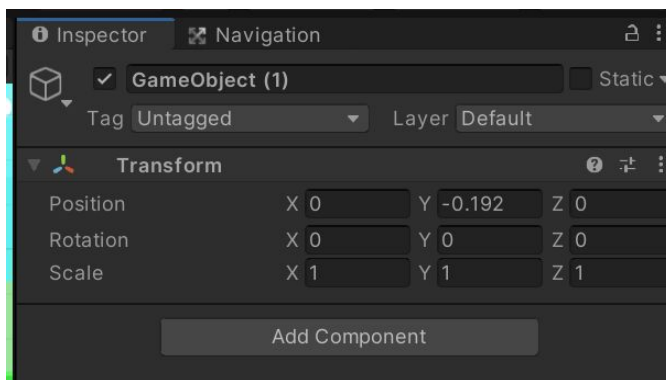 Inspector Navigation
GameObject (1) Static
Tag Untagged Layer Default
Transform
Position X 0 Y -0.192 Z 0
Rotation X 0 Y 0 Z 0
Scale X 1 Y 1 Z 1
Add Component